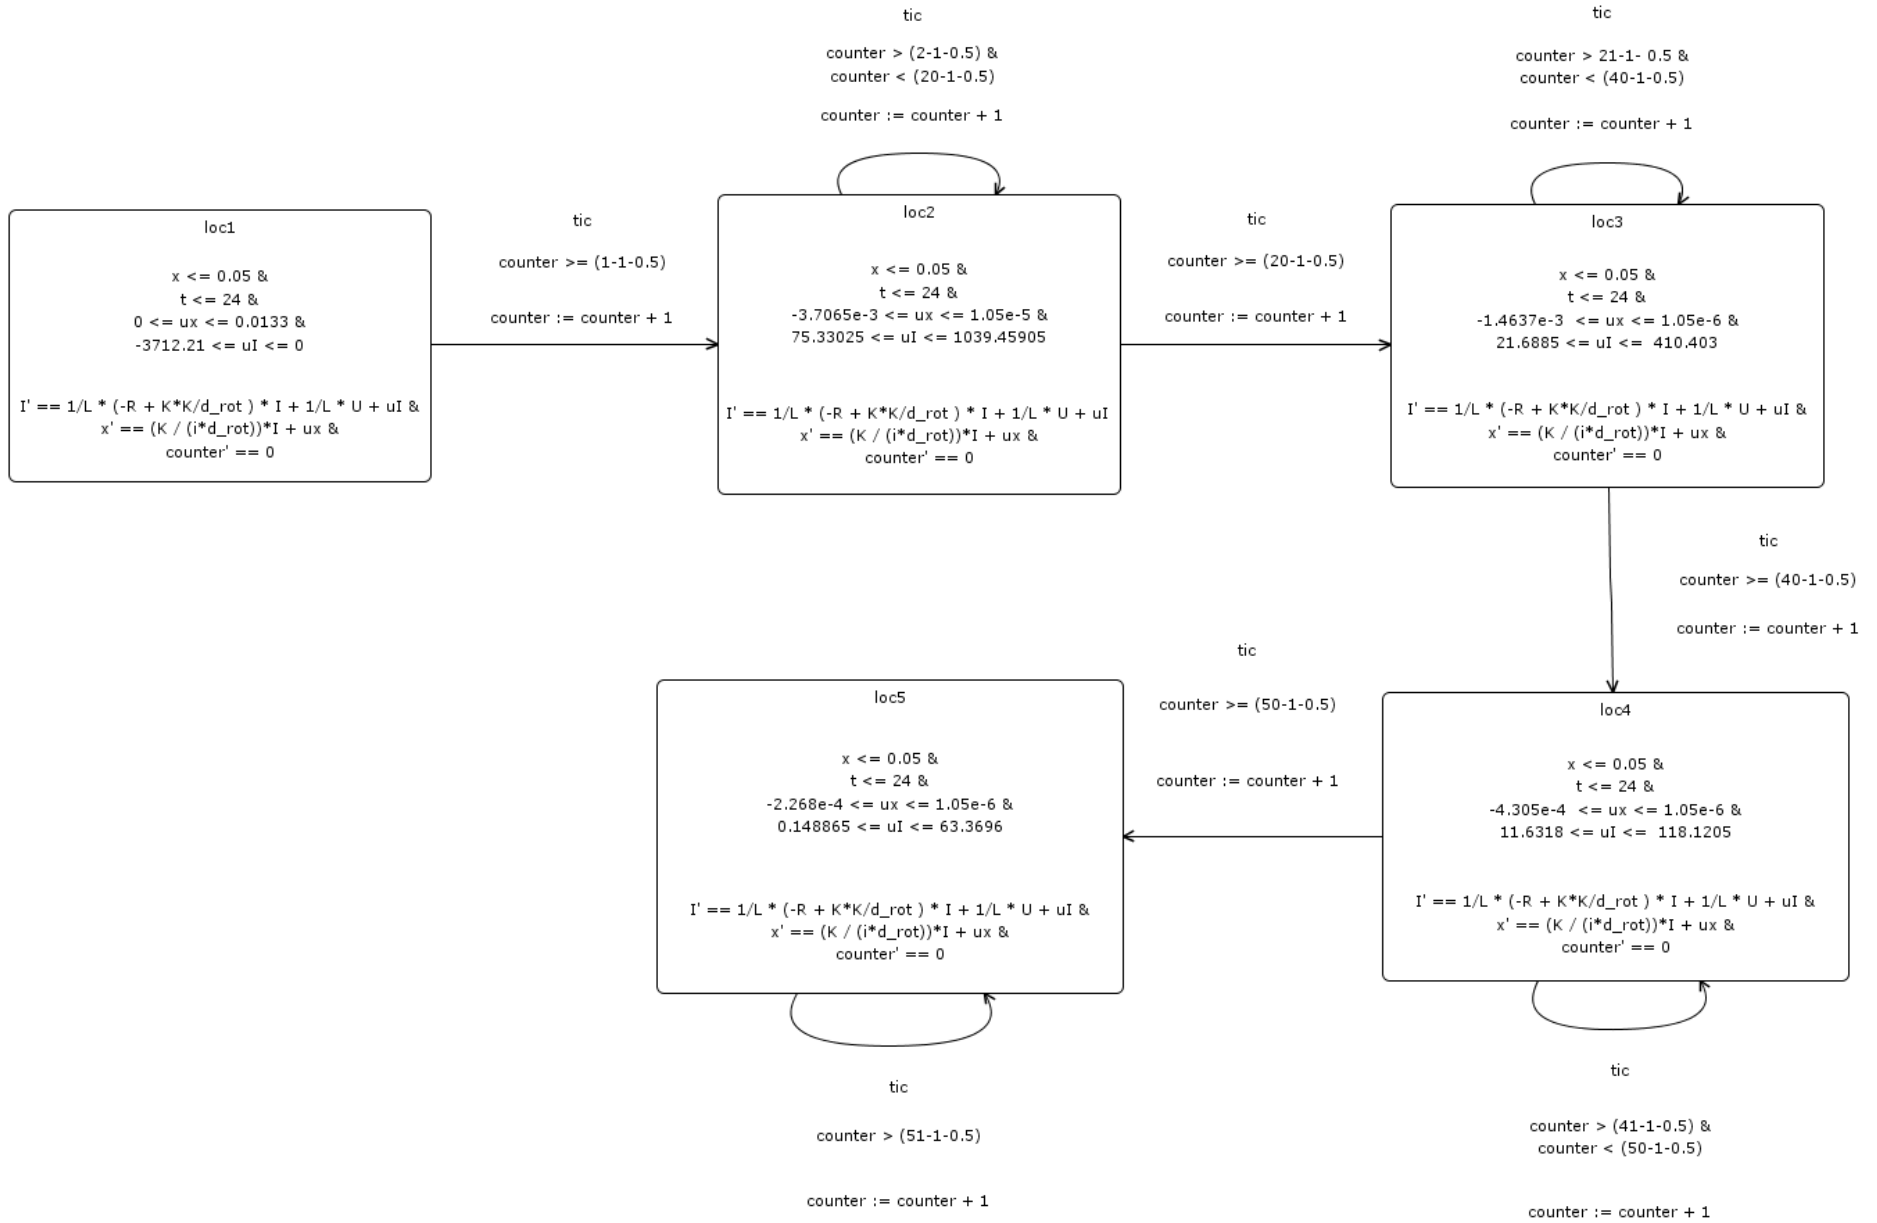 tic
counter > (2-1-0.5) &
counter < (20-1-0.5)
counter := counter + 1
tic
counter > 21-1- 0.5 &
counter < (40-1-0.5)
counter := counter + 1
loc1
x <= 0.05 &
t <= 24 &
0 <= ux <= 0.0133 &
-3712.21 <= uI <= 0
I' == 1/L * (-R + K*K/d_rot ) * I + 1/L * U + uI &
x' == (K / (i*d_rot))*I + ux &
counter' == 0
tic
counter >= (1-1-0.5)
counter := counter + 1
loc2
x <= 0.05 &
t <= 24 &
-3.7065e-3 <= ux <= 1.05e-5 &
75.33025 <= uI <= 1039.45905
I' == 1/L * (-R + K*K/d_rot ) * I + 1/L * U + uI
x' == (K / (i*d_rot))*I + ux &
counter' == 0
tic
counter >= (20-1-0.5)
counter := counter + 1
loc3
x <= 0.05 &
t <= 24 &
-1.4637e-3  <= ux <= 1.05e-6 &
21.6885 <= uI <=  410.403
I' == 1/L * (-R + K*K/d_rot ) * I + 1/L * U + uI &
x' == (K / (i*d_rot))*I + ux &
counter' == 0
tic
counter >= (40-1-0.5)
counter := counter + 1
loc4
x <= 0.05 &
t <= 24 &
-4.305e-4  <= ux <= 1.05e-6 &
11.6318 <= uI <=  118.1205
I' == 1/L * (-R + K*K/d_rot ) * I + 1/L * U + uI &
x' == (K / (i*d_rot))*I + ux &
counter' == 0
tic
counter >= (50-1-0.5)
counter := counter + 1
loc5
x <= 0.05 &
t <= 24 &
-2.268e-4 <= ux <= 1.05e-6 &
0.148865 <= uI <= 63.3696
I' == 1/L * (-R + K*K/d_rot ) * I + 1/L * U + uI &
x' == (K / (i*d_rot))*I + ux &
counter' == 0
tic
counter > (51-1-0.5)
counter := counter + 1
tic
counter > (41-1-0.5) &
counter < (50-1-0.5)
counter := counter + 1